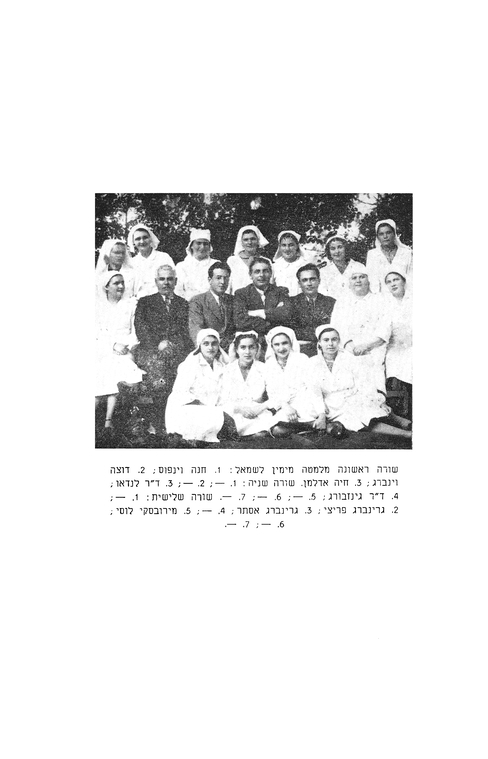 שורה ראשונה מלמטה מימין לשמאל: 1. חנה וינפוס; 2. דוצה
וינברג; 3. חיה אדלמן. שורה שניה: 1. —; 2. —; 3. ד״ר לנדאו;
4. ד״ר גינזבורג; 5. —; 6. —; 7. —. שורה שלישית: 1. —;
2. גרינברג פריצי; 3. גרינברג אסתר; 4. —; 5. מירובסקי לוסי;
6. —; 7. —.